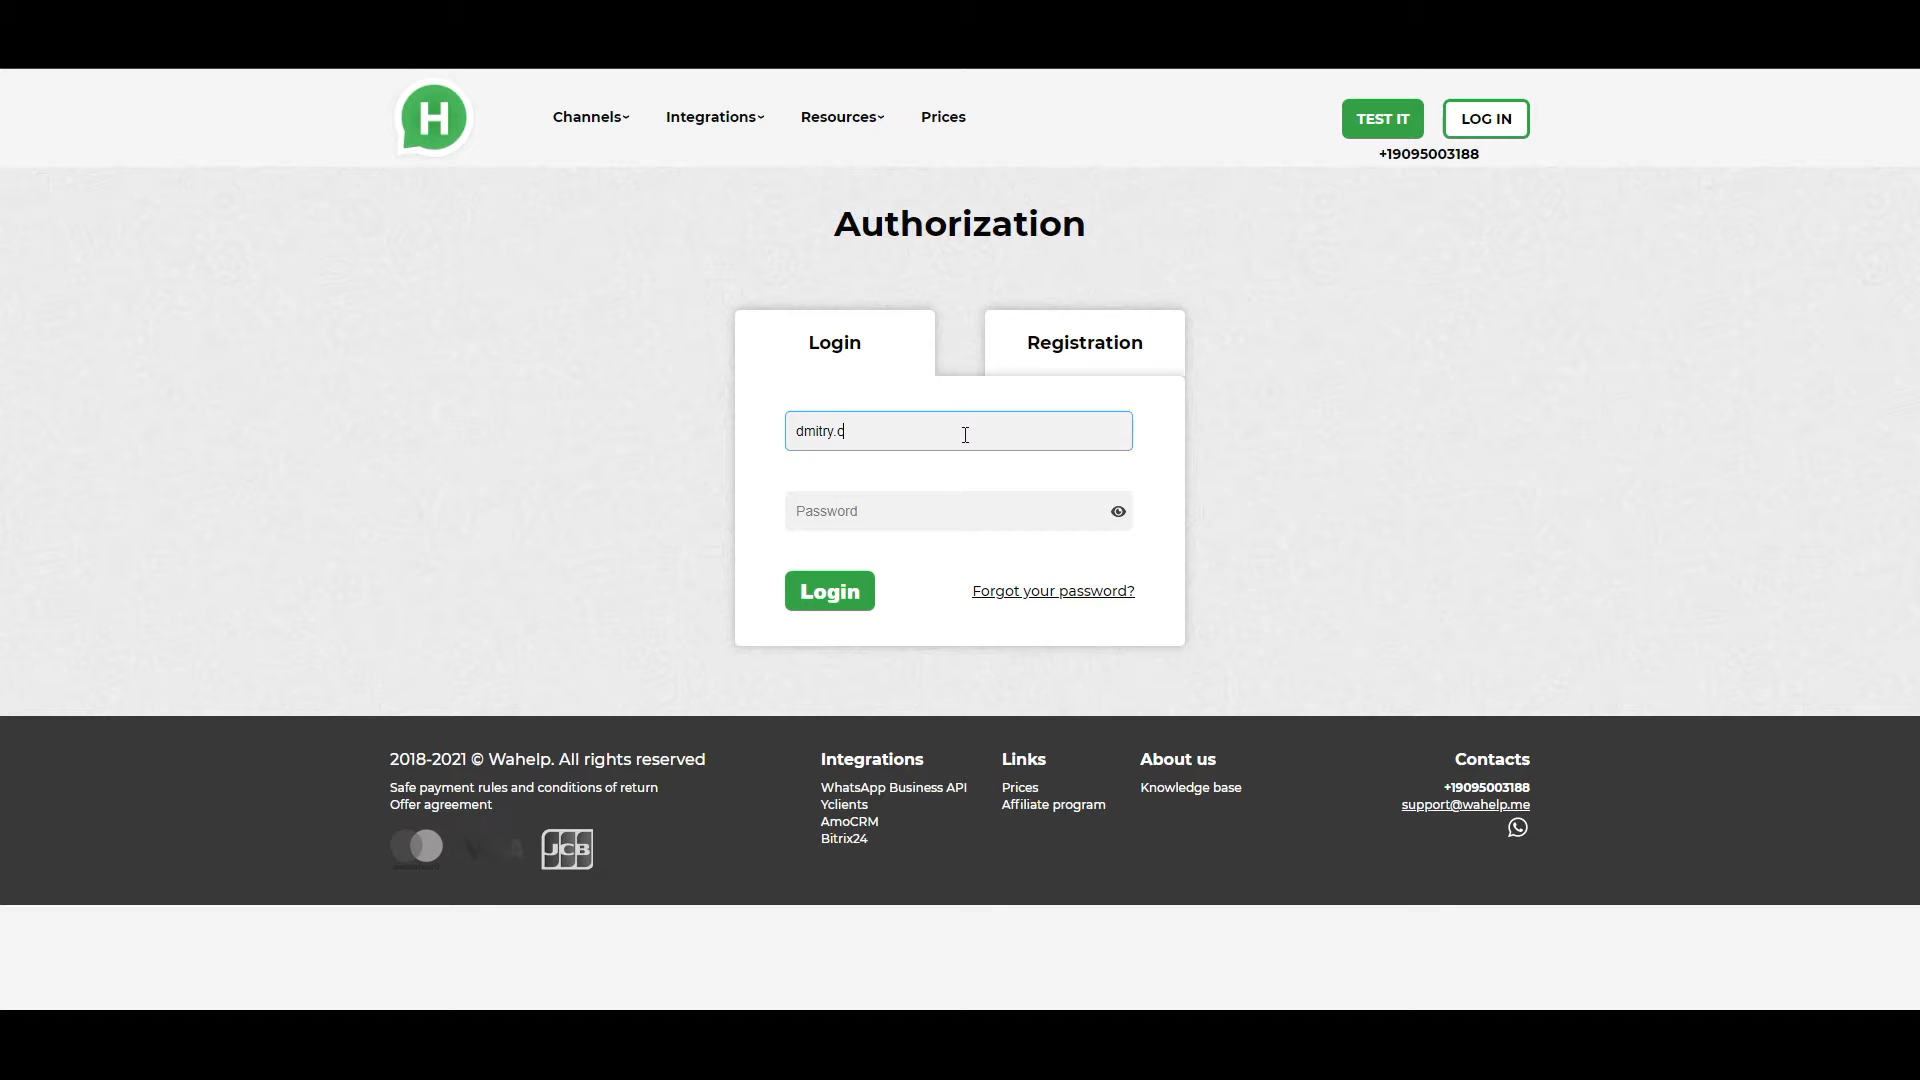 H
Channels
Integrations
Resources
Prices
TEST IT
LOG IN
+19095003188
Authorization
Login
Registration
dmitry.c
Password
Login
Forgot your password?
2018-2021 © Wahelp. All rights reserved
Safe payment rules and conditions of return
Offer agreement
JCB
Integrations
WhatsApp Business API
Yclients
AmoCRM
Bitrix24
Links
Prices
Affiliate program
About us
Knowledge base
Contacts
+19095003188
support@wahelp.me